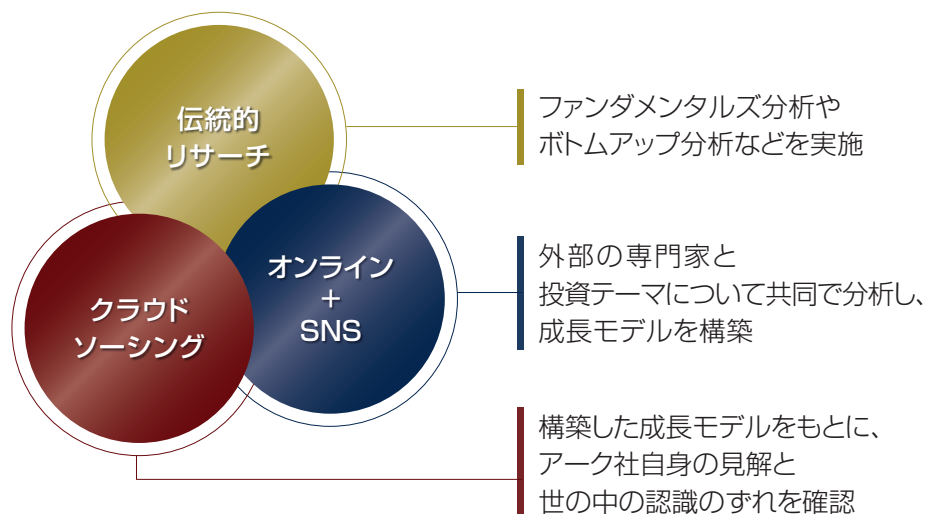 伝統的
リサーチ
ファンダメンタルズ分析や
ボトムアップ分析などを実施
オンライン
+
SNS
外部の専門家と
投資テーマについて共同で分析し、
成長モデルを構築
クラウド
ソーシング
構築した成長モデルをもとに、
アーク社自身の見解と
世の中の認識のずれを確認